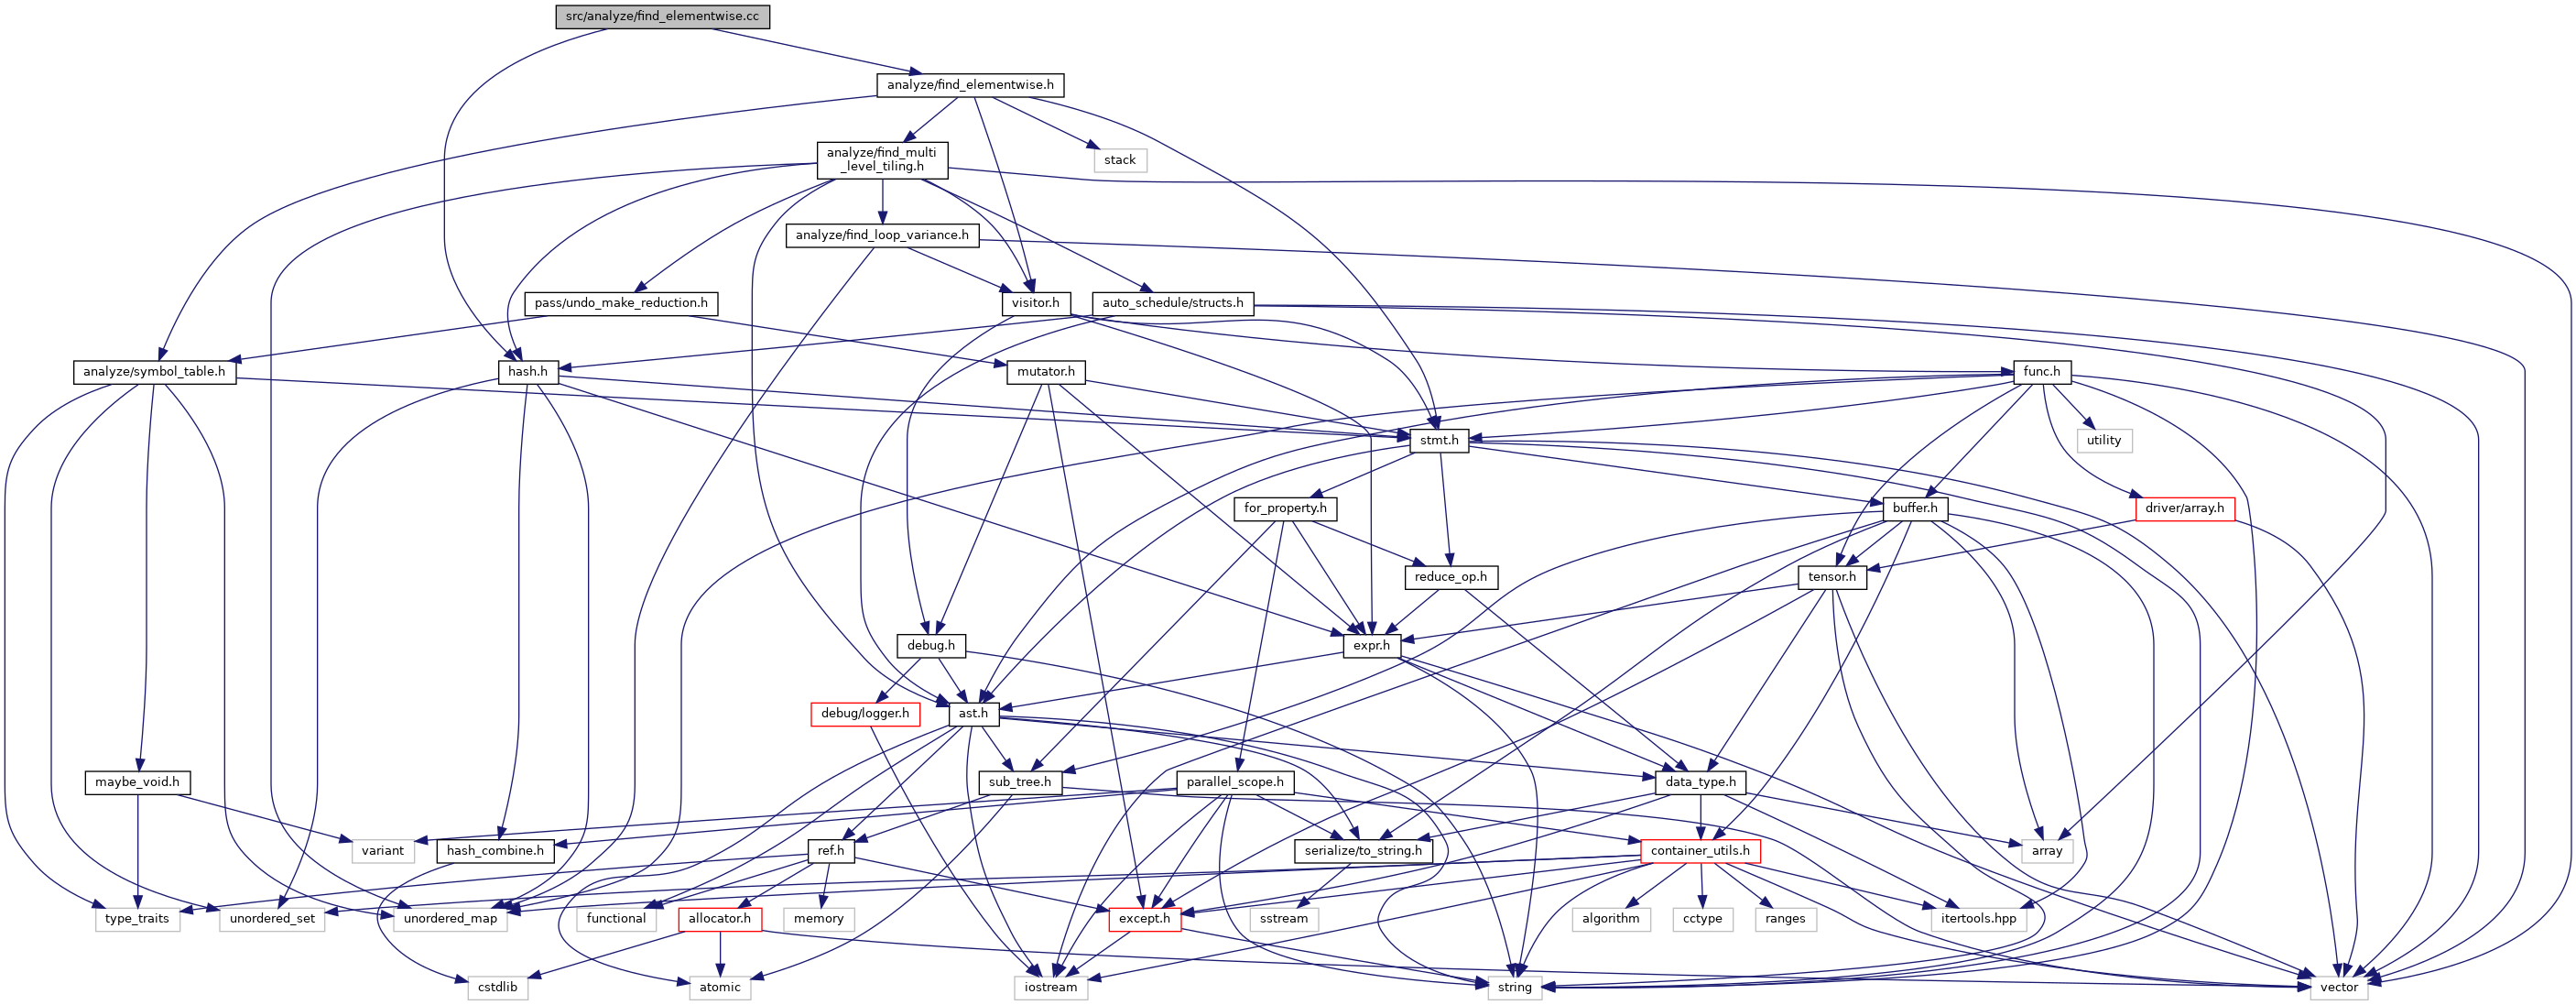 src/analyze/find_elementwise.cc
analyze/find_elementwise.h
analyze/find_multi
_level_tiling.h
stack
analyze/find_loop_variance.h
pass/undo_make_reduction.h
visitor.h
auto_schedule/structs.h
analyze/symbol_table.h
hash.h
mutator.h
func.h
stmt.h
utility
for_property.h
buffer.h
driver/array.h
reduce_op.h
tensor.h
debug.h
expr.h
debug/logger.h
ast.h
maybe_void.h
sub_tree.h
parallel_scope.h
data_type.h
variant
hash_combine.h
ref.h
serialize/to_string.h
container_utils.h
array
type_traits
unordered_set
unordered_map
functional
allocator.h
memory
except.h
sstream
algorithm
cctype
ranges
itertools.hpp
cstdlib
atomic
iostream
string
vector